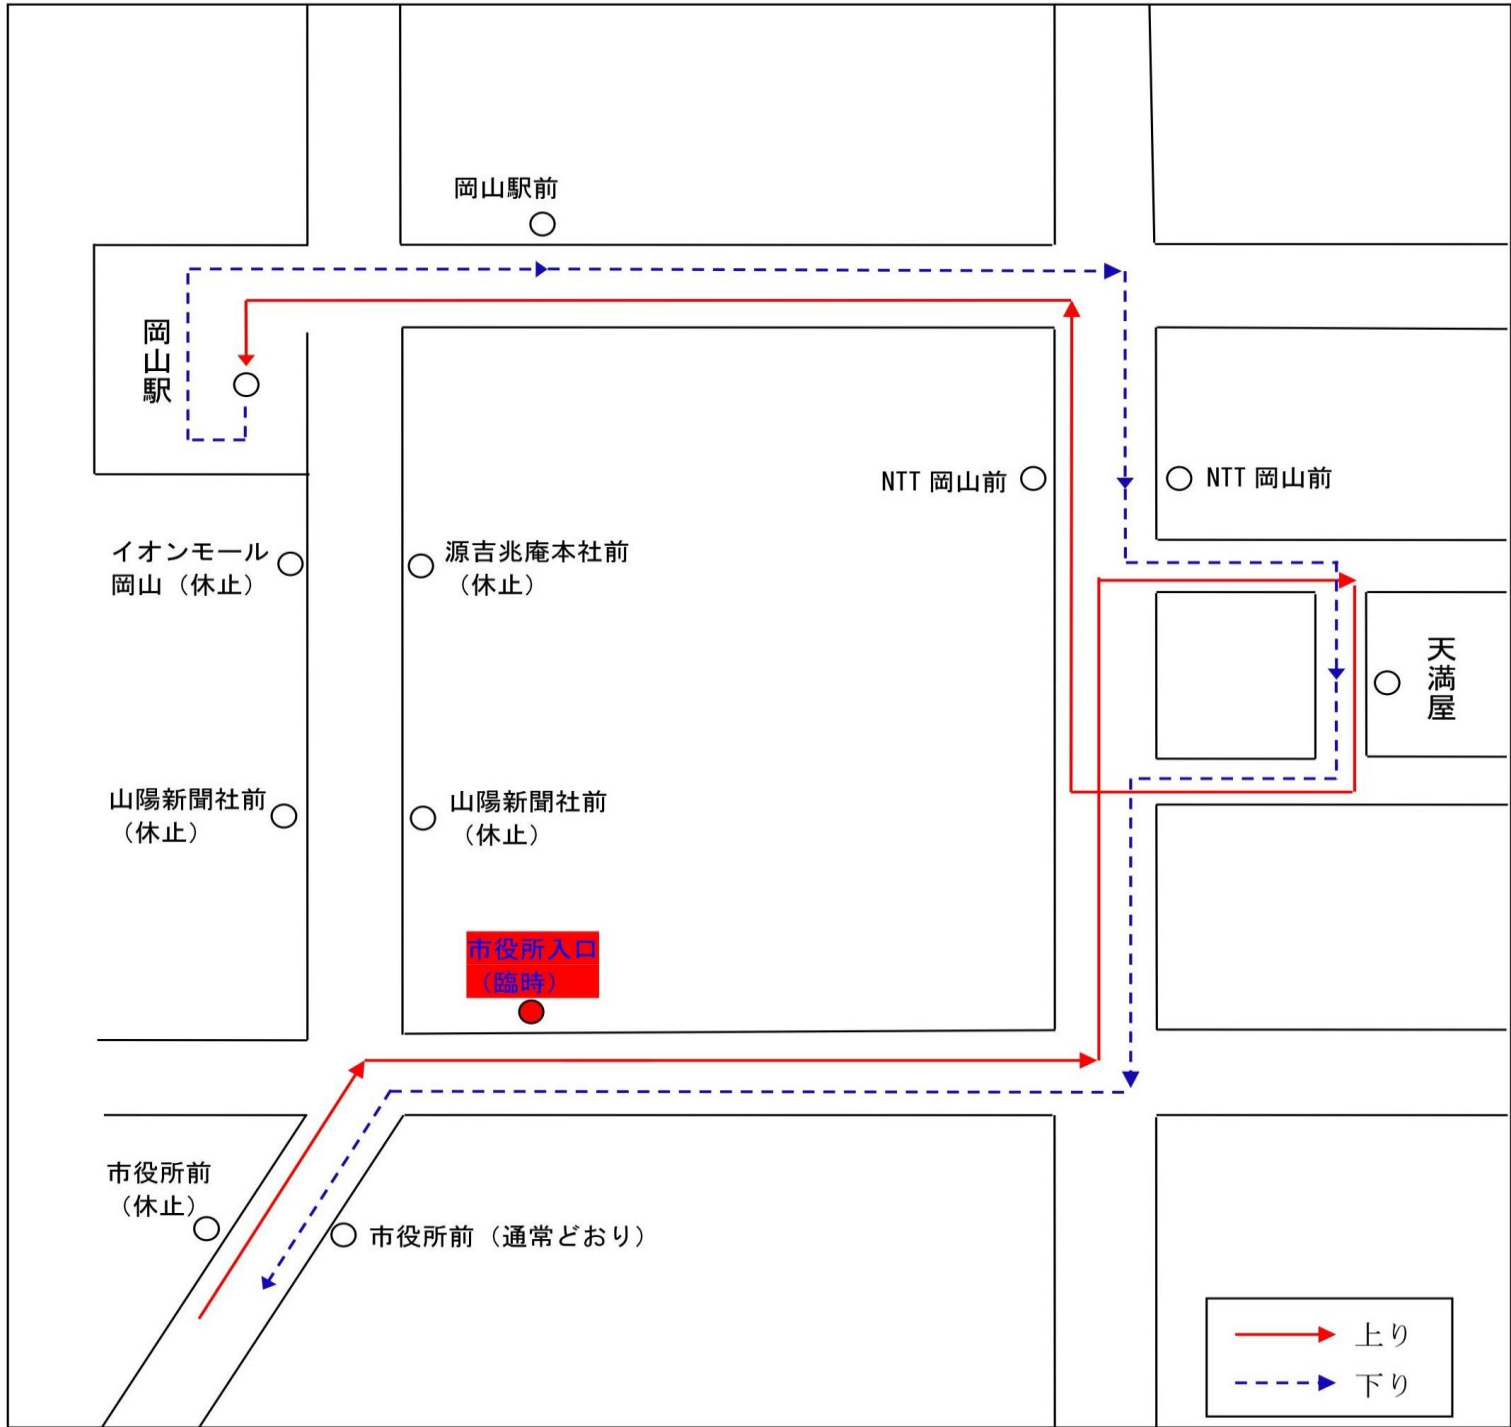 岡山駅前
岡山駅
NTT 岡山前
NTT 岡山前
イオンモール
岡山（休止）
源吉兆庵本社前
（休止）
天満屋
山陽新聞社前
（休止）
山陽新聞社前
（休止）
市役所入口
（臨時）
市役所前
（休止）
市役所前（通常どおり）
上り
下り